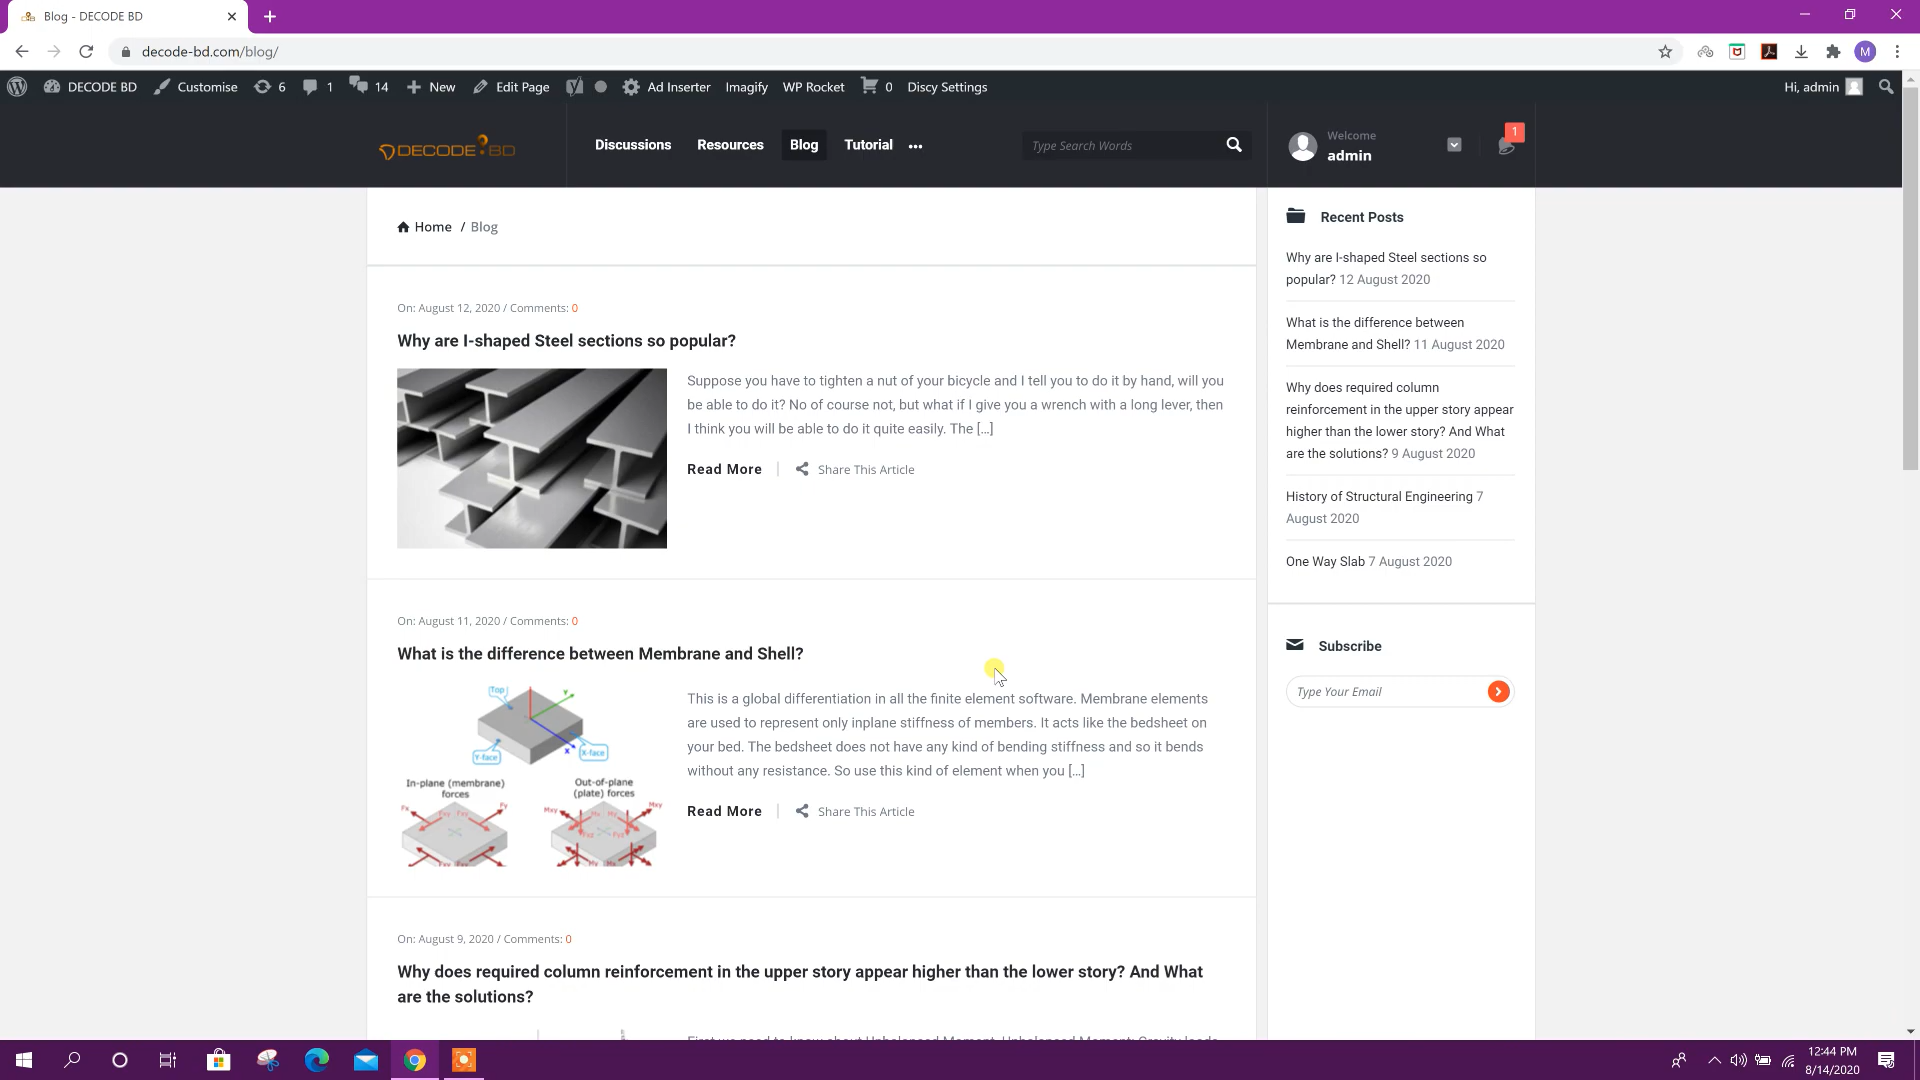 Blog - DECODE BD
decode-bd.com/blog/
M
DECODE BD
Customise
6
1
14
New
Edit Page
Ad Inserter
Imagify
WP Rocket
0
Discy Settings
Hi, admin
DECODE BD
Discussions
Resources
Blog
Tutorial
Type Search Words
Welcome
admin
1
Home / Blog
On: August 12, 2020 / Comments: 0
Why are I-shaped Steel sections so popular?
Suppose you have to tighten a nut of your bicycle and I tell you to do it by hand, will you
be able to do it? No of course not, but what if I give you a wrench with a long lever, then
I think you will be able to do it quite easily. The [...]
Read More
Share This Article
On: August 11, 2020 / Comments: 0
What is the difference between Membrane and Shell?
Top
Y
X
Y-face
X-face
In-plane (membrane)
forces
Out-of-plane
(plate) forces
This is a global differentiation in all the finite element software. Membrane elements
are used to represent only inplane stiffness of members. It acts like the bedsheet on
your bed. The bedsheet does not have any kind of bending stiffness and so it bends
without any resistance. So use this kind of element when you [...]
Read More
Share This Article
On: August 9, 2020 / Comments: 0
Why does required column reinforcement in the upper story appear higher than the lower story? And What
are the solutions?
Recent Posts
Why are I-shaped Steel sections so
popular? 12 August 2020
What is the difference between
Membrane and Shell? 11 August 2020
Why does required column
reinforcement in the upper story appear
higher than the lower story? And What
are the solutions? 9 August 2020
History of Structural Engineering 7
August 2020
One Way Slab 7 August 2020
Subscribe
Type Your Email
12:44 PM
8/14/2020